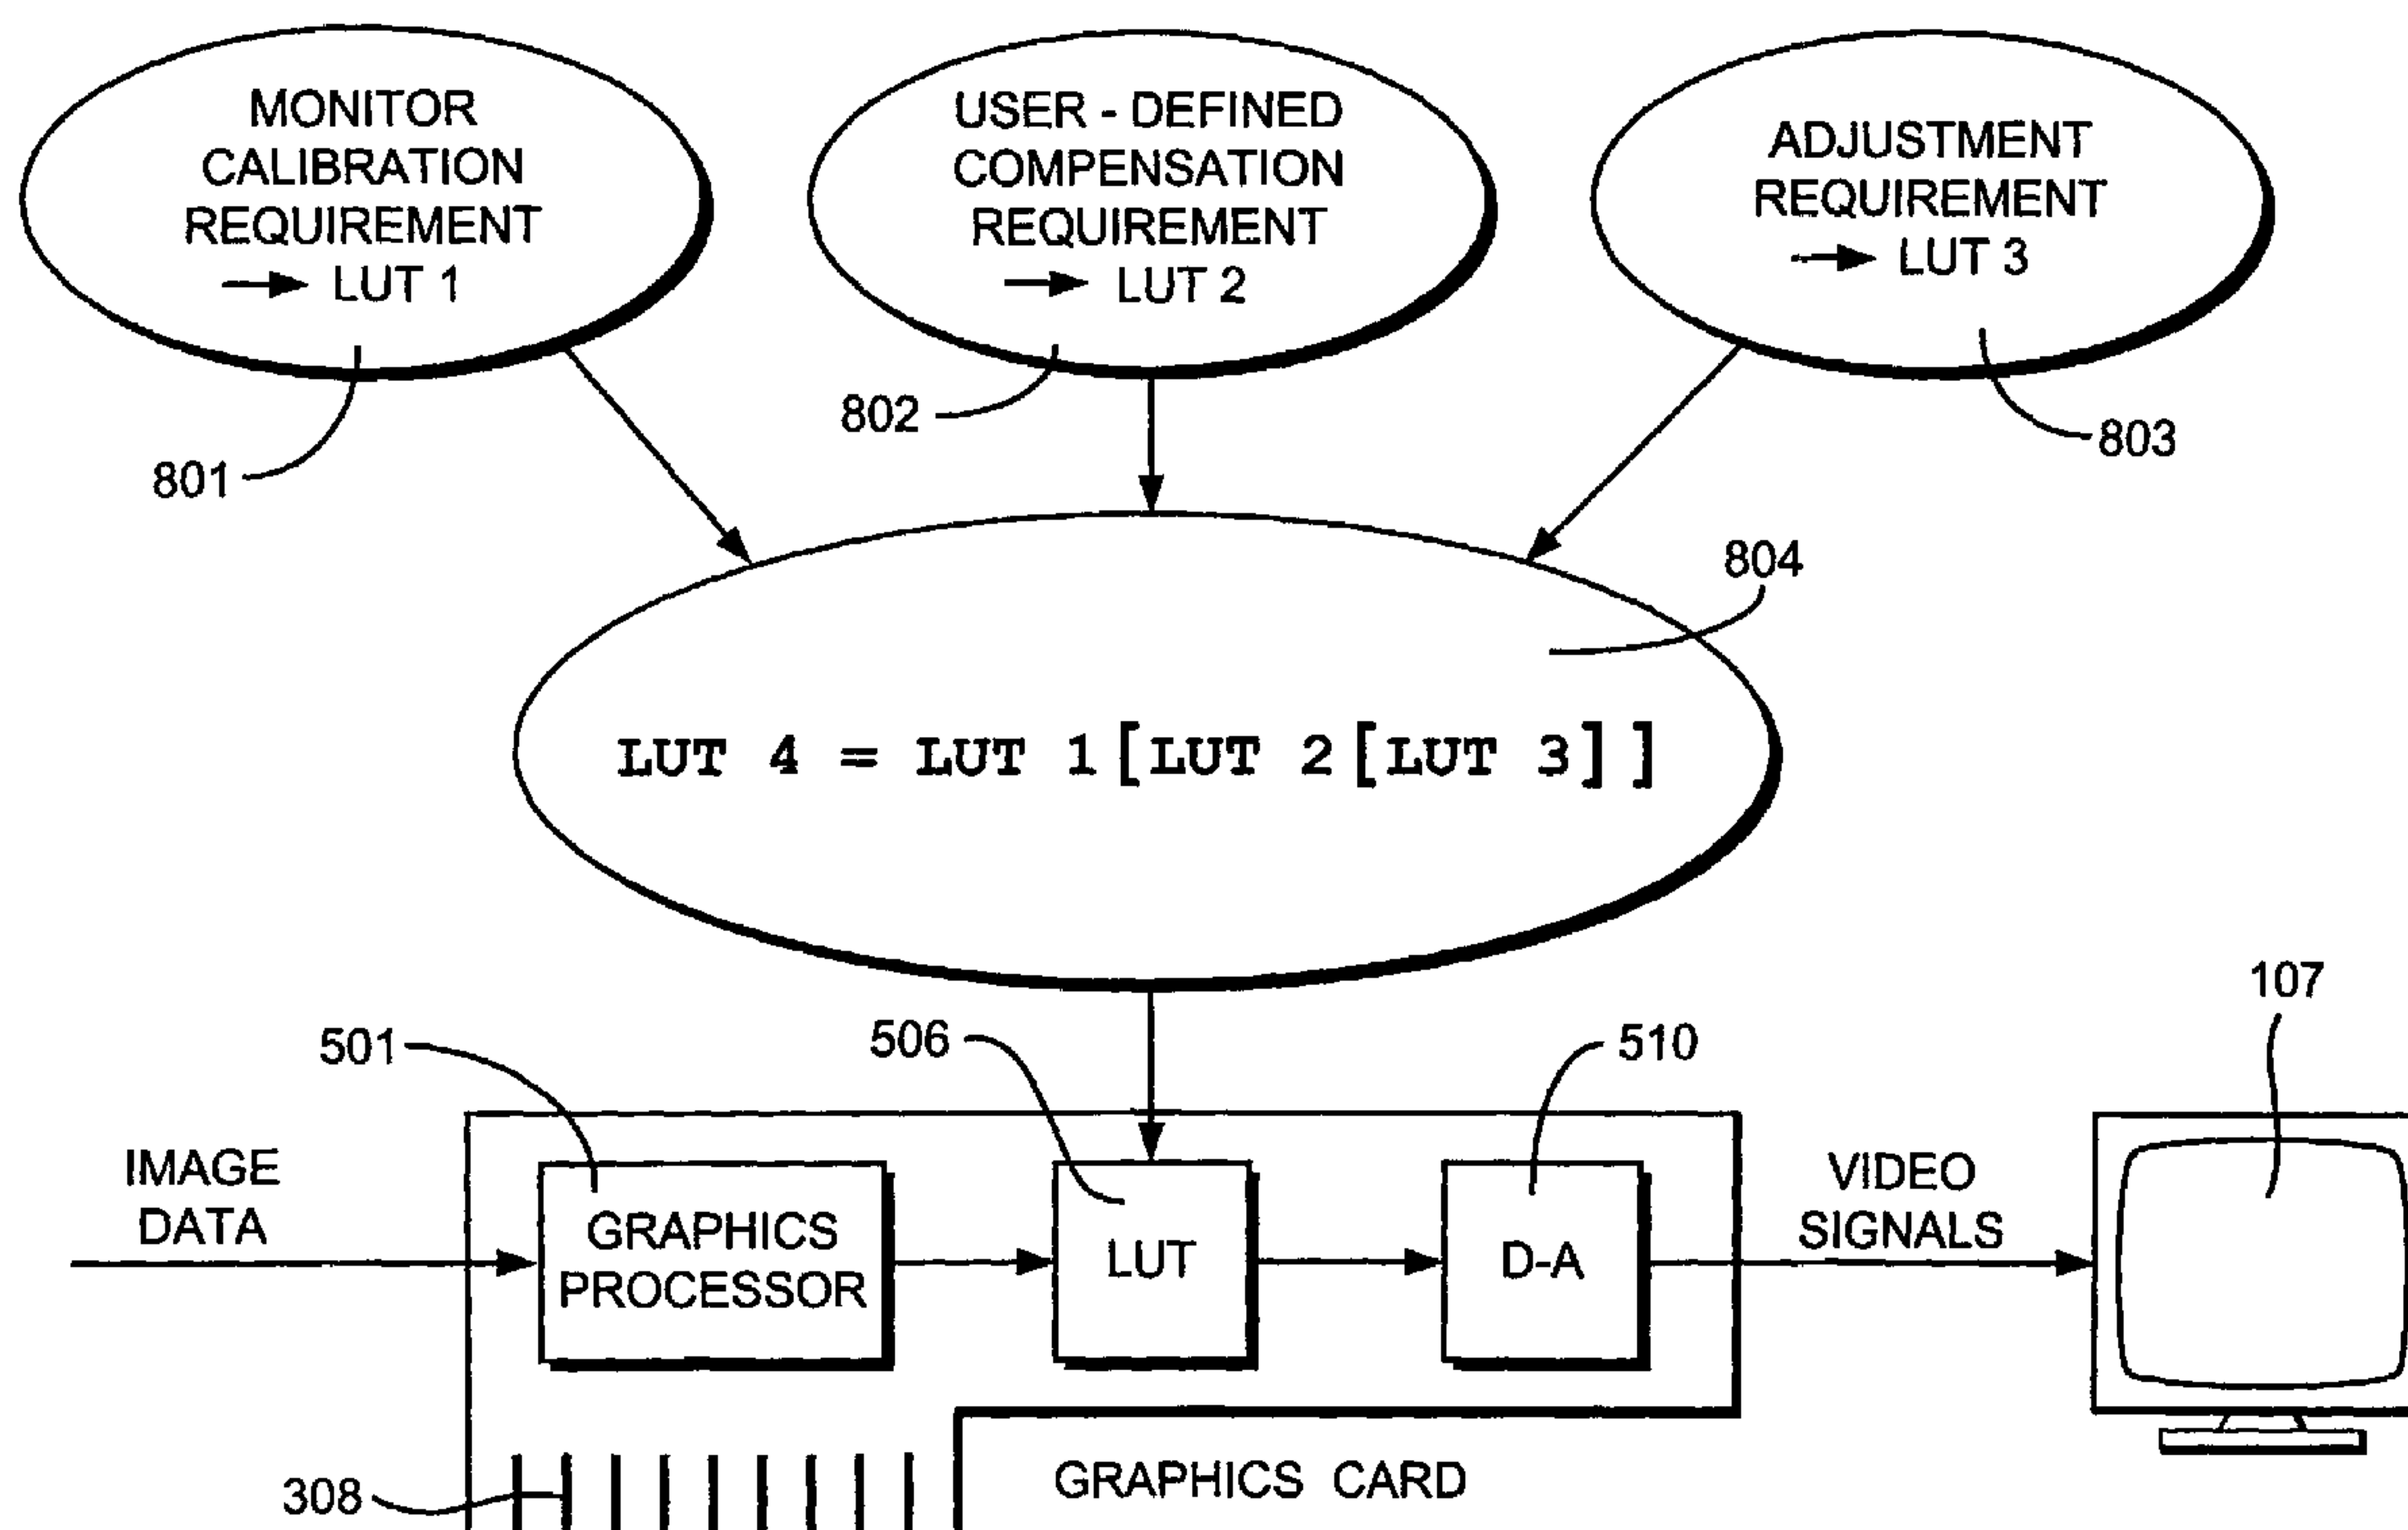 MONITOR
CALIBRATION
REQUIREMENT
→ LUT 1
USER - DEFINED
COMPENSATION
REQUIREMENT
→ LUT 2
ADJUSTMENT
REQUIREMENT
→ LUT 3
801
802
803
804
LUT 4 = LUT 1[LUT 2[LUT 3]]
107
501
506
510
IMAGE
DATA
GRAPHICS
PROCESSOR
LUT
D-A
VIDEO
SIGNALS
308
GRAPHICS CARD